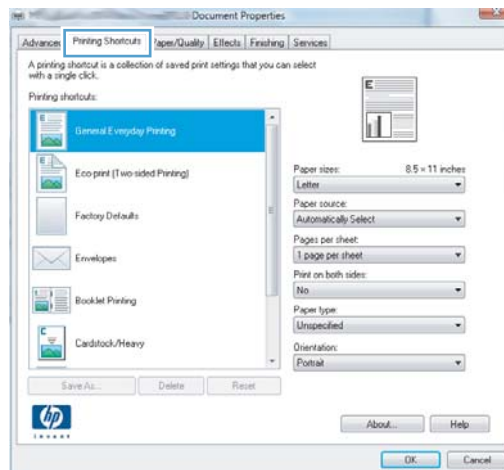 Document Properties
Advanced Printing Shortcuts Paper/Quality Effects Finishing Services
A printing shortcut is a collection of saved print settings that you can select
with a single click.
Printing shortcuts:
General Everyday Printing
Eco-print (Two-sided Printing)
Factory Defaults
Envelopes
Booklet Printing
Cardstock/Heavy
Paper sizes: 8.5 × 11 inches
Letter
Paper source:
Automatically Select
Pages per sheet:
1 page per sheet
Print on both sides:
No
Paper type:
Unspecified
Orientation:
Portrait
Save As... Delete Reset
hp
invent
About... Help
OK Cancel